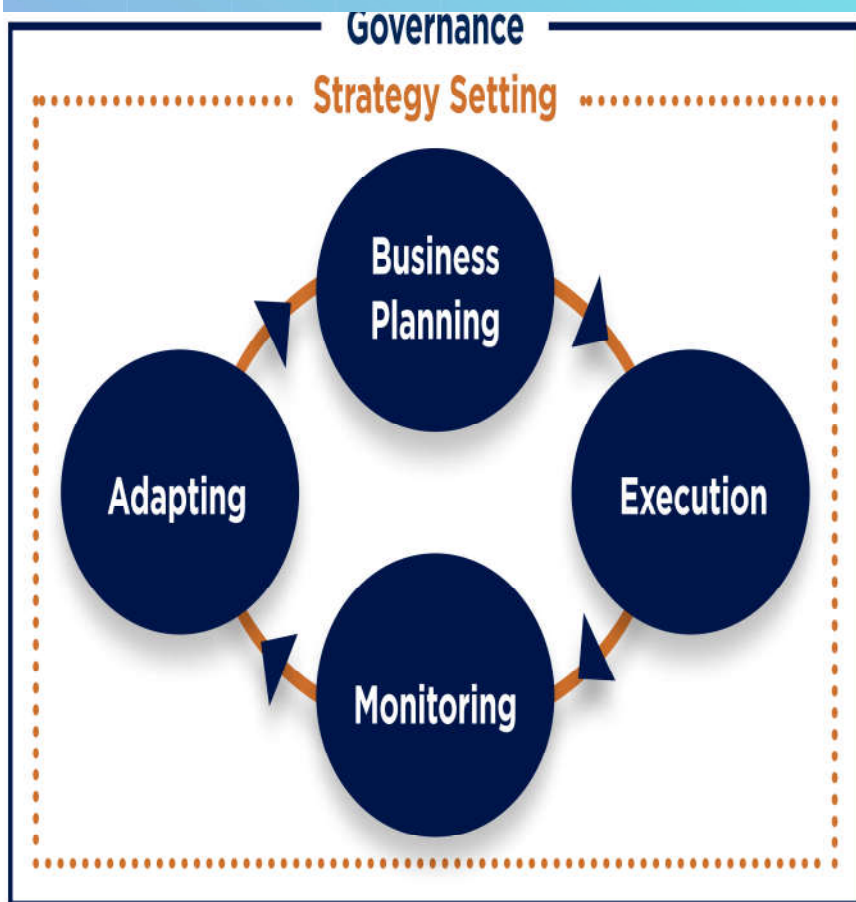 Governance
Strategy Setting
Business
Planning
Adapting
Execution
Monitoring